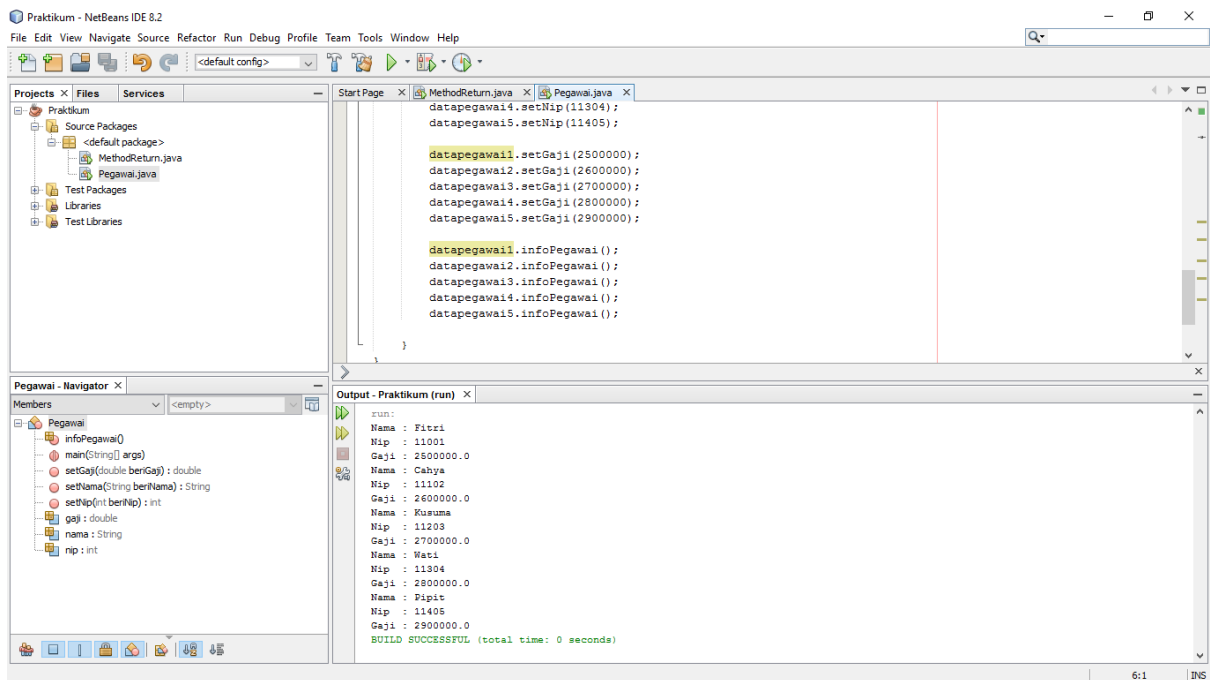 Praktikum - NetBeans IDE 8.2
File Edit View Navigate Source Refactor Run Debug Profile Team Tools Window Help
<default config>
Projects Files Services
Praktikum
Source Packages
<default package>
MethodReturn.java
Pegawai.java
Test Packages
Libraries
Test Libraries
Start Page MethodReturn.java Pegawai.java
datapegawai4.setNip(11304);
datapegawai5.setNip(11405);
datapegawai1.setGaji(2500000);
datapegawai2.setGaji(2600000);
datapegawai3.setGaji(2700000);
datapegawai4.setGaji(2800000);
datapegawai5.setGaji(2900000);
datapegawai1.infoPegawai();
datapegawai2.infoPegawai();
datapegawai3.infoPegawai();
datapegawai4.infoPegawai();
datapegawai5.infoPegawai();
}
Pegawai - Navigator
Members <empty>
Pegawai
infoPegawai()
main(String[] args)
setGaji(double beriGaji) : double
setNama(String beriNama) : String
setNip(int beriNip) : int
gaji : double
nama : String
nip : int
Output - Praktikum (run)
run:
Nama : Fitri
Nip : 11001
Gaji : 2500000.0
Nama : Cahya
Nip : 11102
Gaji : 2600000.0
Nama : Kusuma
Nip : 11203
Gaji : 2700000.0
Nama : Wati
Nip : 11304
Gaji : 2800000.0
Nama : Pipit
Nip : 11405
Gaji : 2900000.0
BUILD SUCCESSFUL (total time: 0 seconds)
6:1 INS